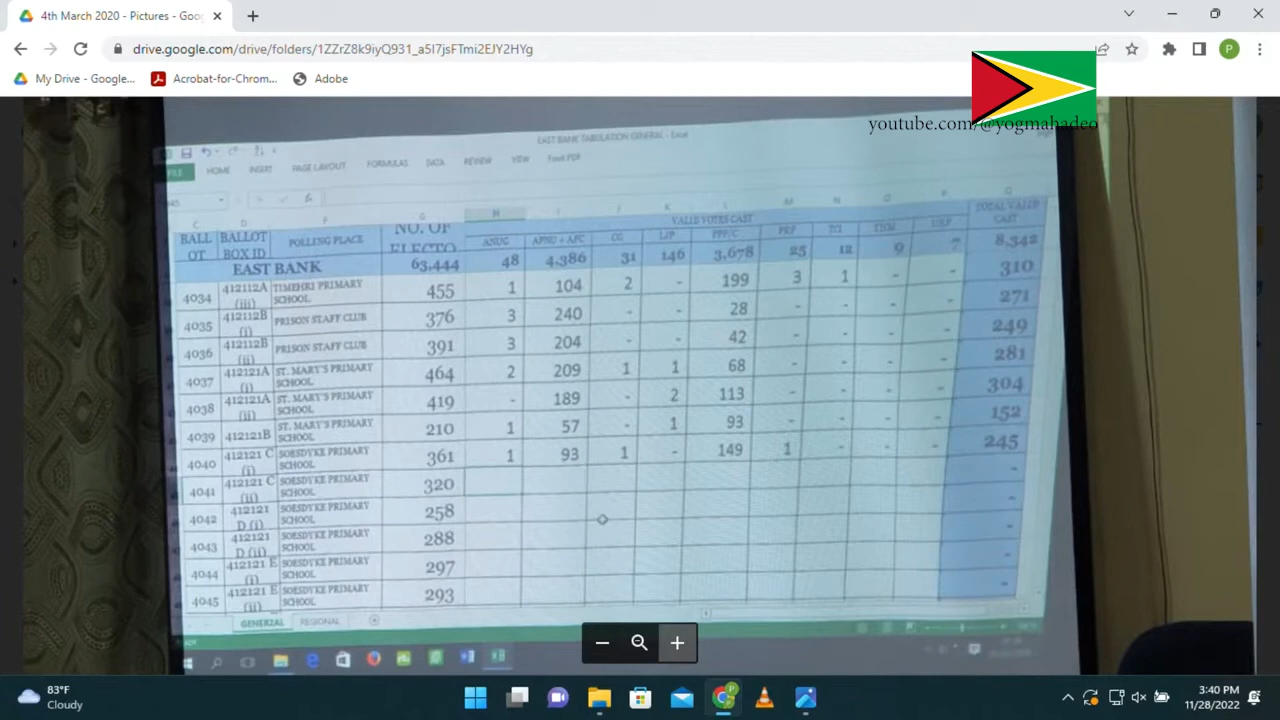 4th March 2020 - Pictures - Goo
drive.google.com/drive/folders/1ZZrZ8k9iyQ931_a5I7jsFTmi2EJY2HYg
P
My Drive - Google... Acrobat-for-Chrom... Adobe
youtube.com/@yogmahadeo
EAST BANK TABULATION GENERAL - Excel
FILE HOME INSERT PAGE LAYOUT FORMULAS DATA REVIEW VIEW Foxit PDF
VALID VOTES CAST
BALL OT BALLOT BOX ID POLLING PLACE NO. OF ELECTO ANUG APNU + AFC CG LJP PPP/C PRP TCI TNM URP TOTAL VALID CAST
EAST BANK 63,444 48 4,386 31 146 3,678 25 12 9 7 8,342
4034 412112A (iii) TIMEHRI PRIMARY SCHOOL 455 1 104 2 - 199 3 1 - - 310
4035 412112B (i) PRISON STAFF CLUB 376 3 240 - - 28 - - - - 271
4036 412112B (ii) PRISON STAFF CLUB 391 3 204 - - 42 - - - - 249
4037 412121A (i) ST. MARY'S PRIMARY SCHOOL 464 2 209 1 1 68 - - - - 281
4038 412121A (ii) ST. MARY'S PRIMARY SCHOOL 419 - 189 - 2 113 - - - - 304
4039 412121B ST. MARY'S PRIMARY SCHOOL 210 1 57 - 1 93 - - - - 152
4040 412121 C (i) SOESDYKE PRIMARY SCHOOL 361 1 93 1 - 149 1 - - - 245
4041 412121 C (ii) SOESDYKE PRIMARY SCHOOL 320 -
4042 412121 D (i) SOESDYKE PRIMARY SCHOOL 258 -
4043 412121 D (ii) SOESDYKE PRIMARY SCHOOL 288 -
4044 412121 E (i) SOESDYKE PRIMARY SCHOOL 297 -
4045 412121 E (ii) SOESDYKE PRIMARY SCHOOL 293 -
GENERAL REGIONAL
83°F
Cloudy
3:40 PM
11/28/2022